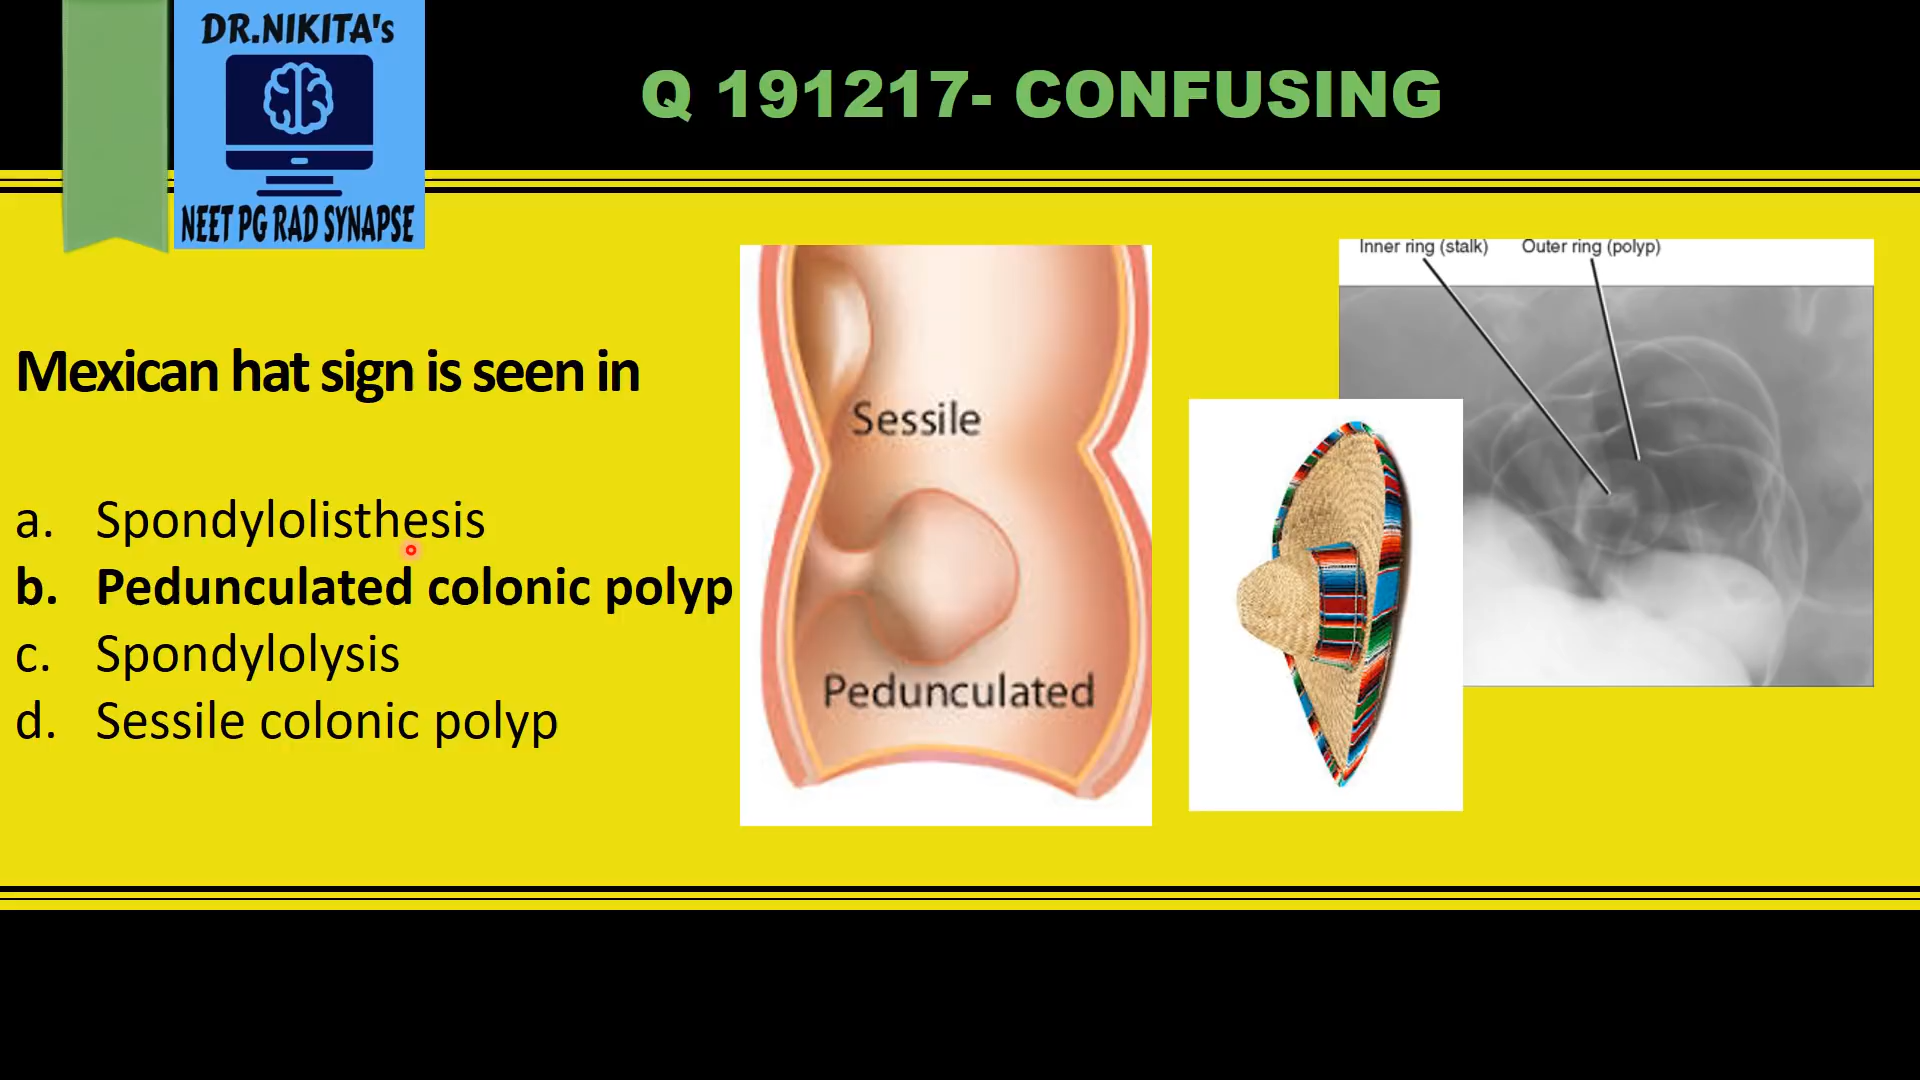 DR.NIKITA's
NEET PG RAD SYNAPSE
Q 191217- CONFUSING
Mexican hat sign is seen in
a. Spondylolisthesis
b. Pedunculated colonic polyp
c. Spondylolysis
d. Sessile colonic polyp
Sessile
Pedunculated
Inner ring (stalk) Outer ring (polyp)